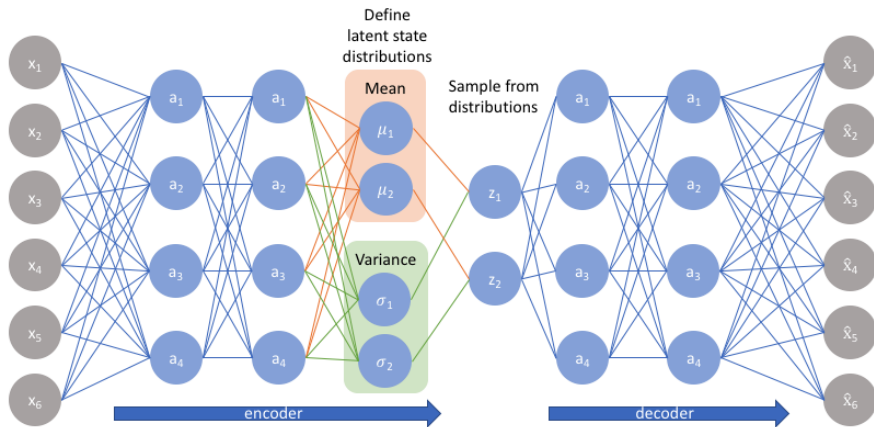 Define
latent state
distributions
Mean
Sample from
distributions
Variance
x₁
x₂
x₃
x₄
x₅
x₆
a₁
a₂
a₃
a₄
a₁
a₂
a₃
a₄
μ₁
μ₂
σ₁
σ₂
z₁
z₂
a₁
a₂
a₃
a₄
a₁
a₂
a₃
a₄
x̂₁
x̂₂
x̂₃
x̂₄
x̂₅
x̂₆
encoder
decoder